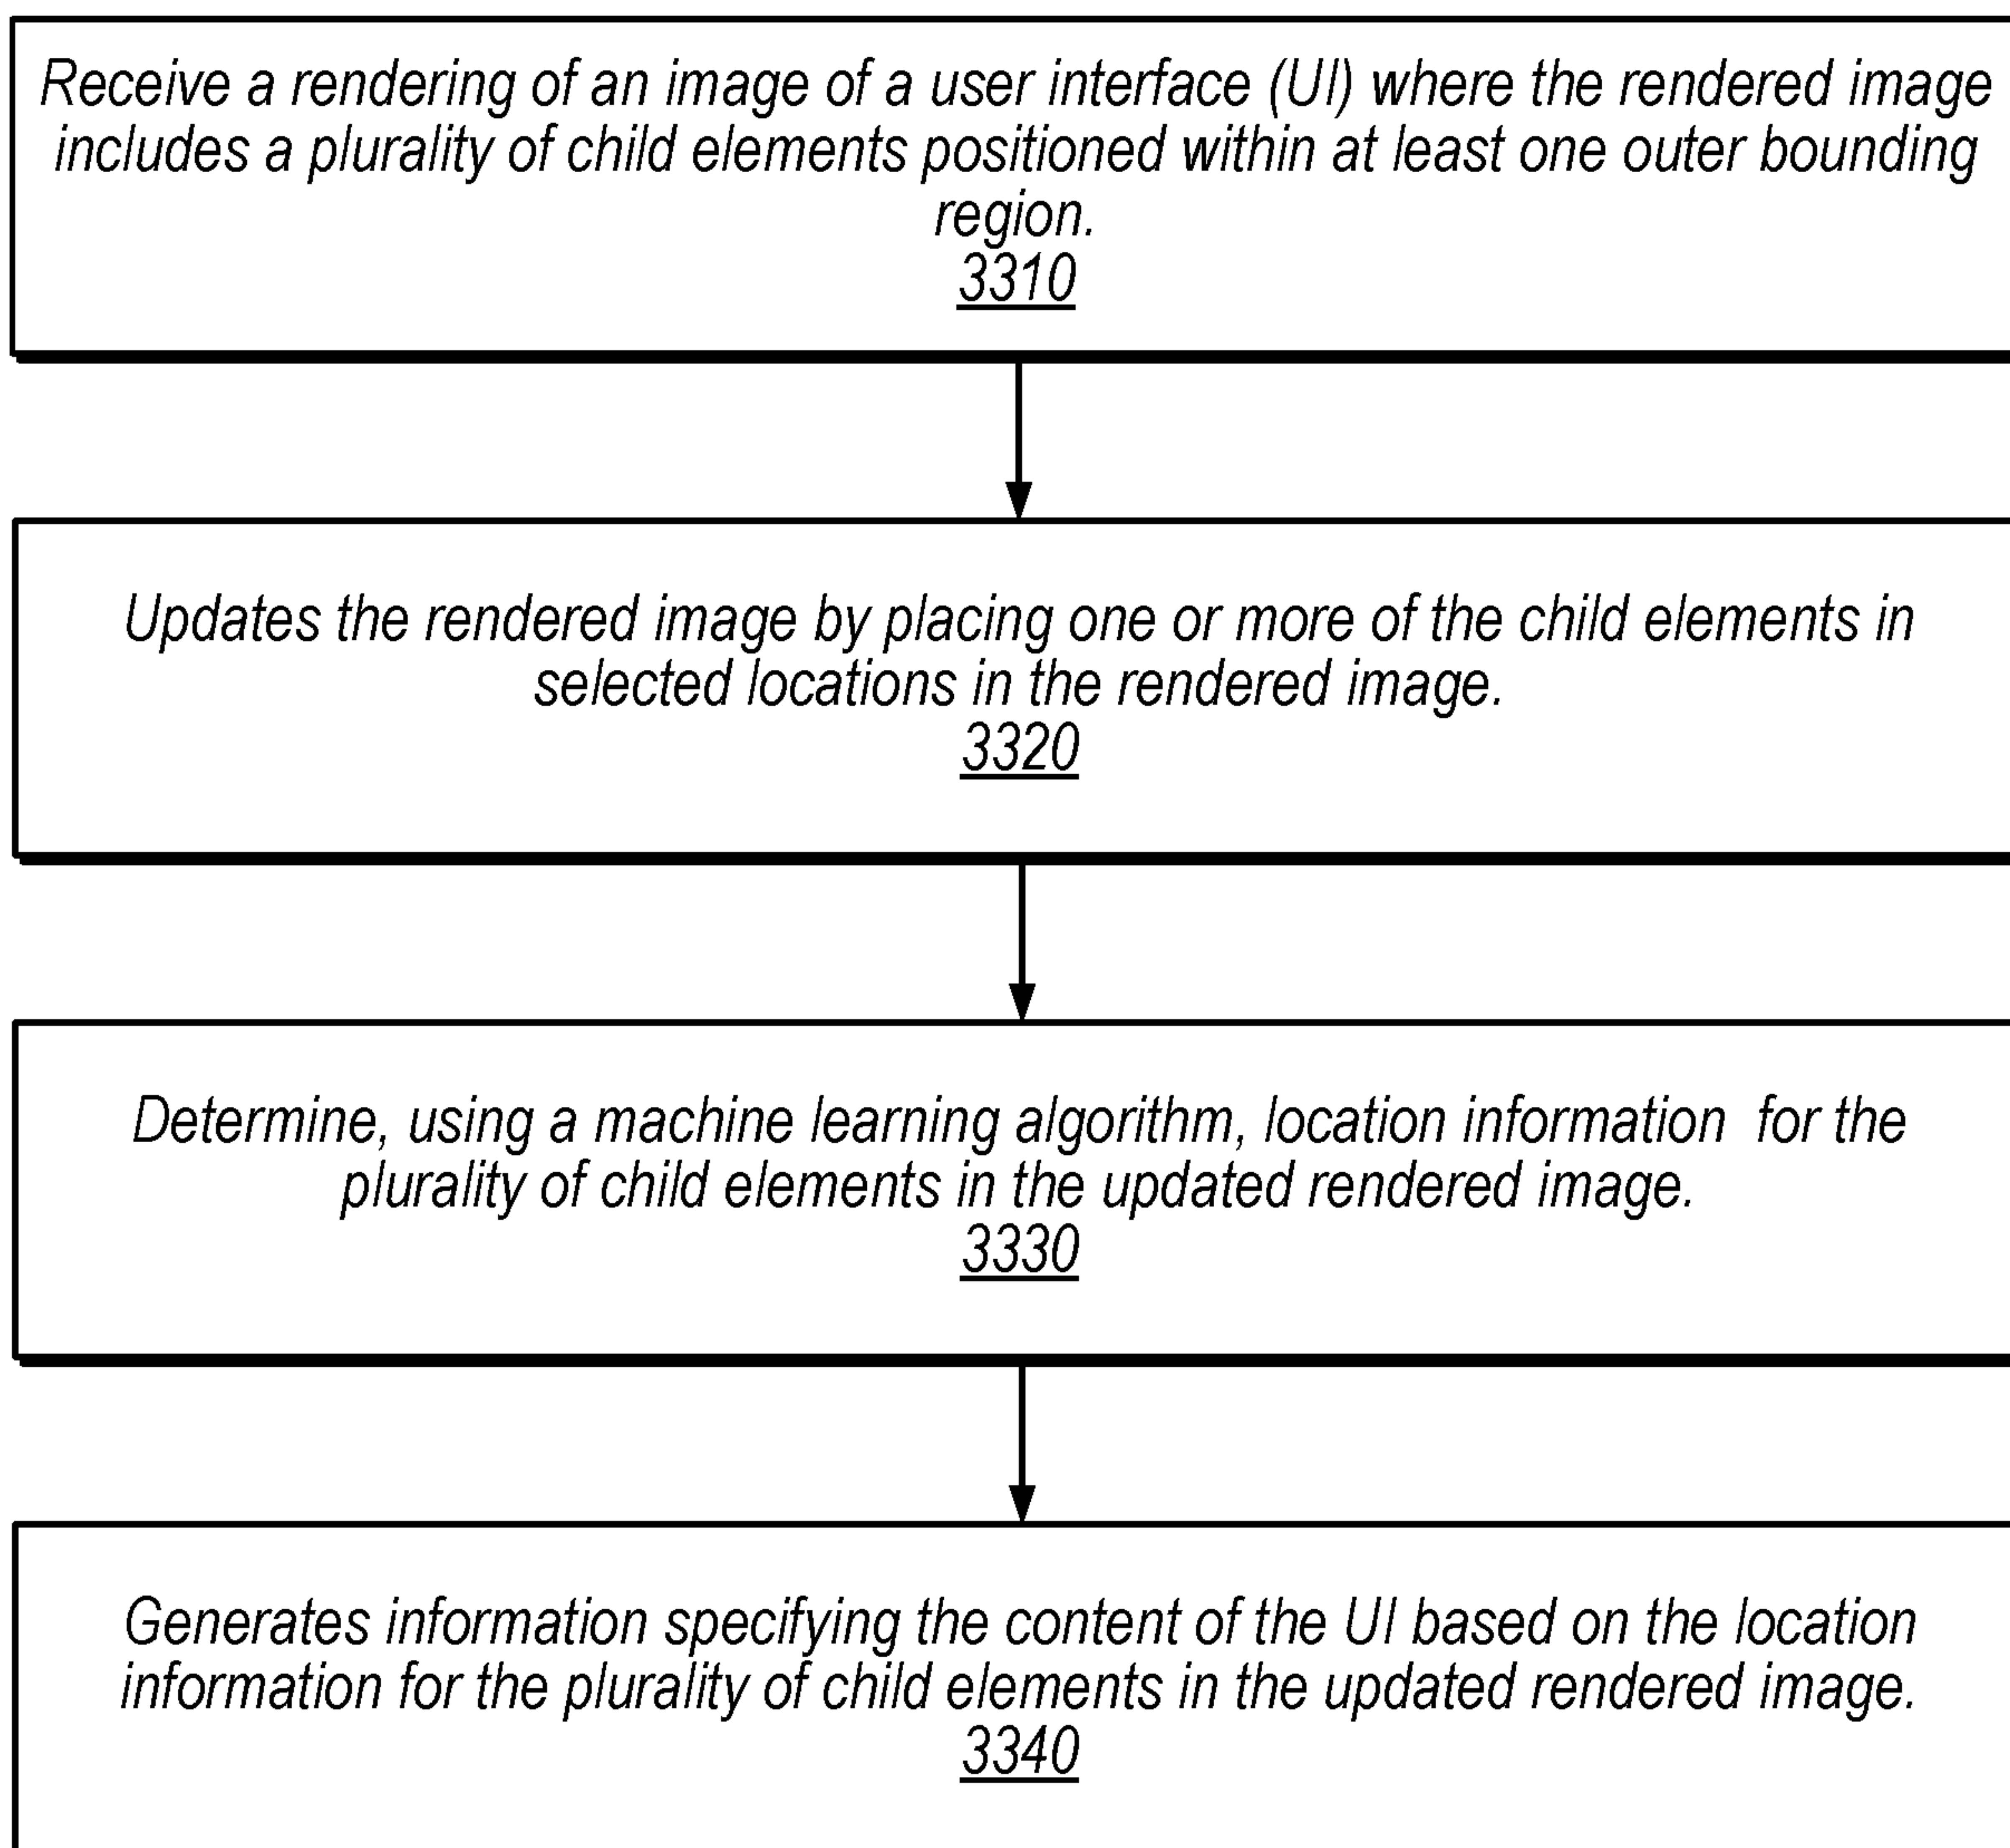 Receive a rendering of an image of a user interface (UI) where the rendered image
includes a plurality of child elements positioned within at least one outer bounding
region.
3310
Updates the rendered image by placing one or more of the child elements in
selected locations in the rendered image.
3320
Determine, using a machine learning algorithm, location information for the
plurality of child elements in the updated rendered image.
3330
Generates information specifying the content of the UI based on the location
information for the plurality of child elements in the updated rendered image.
3340